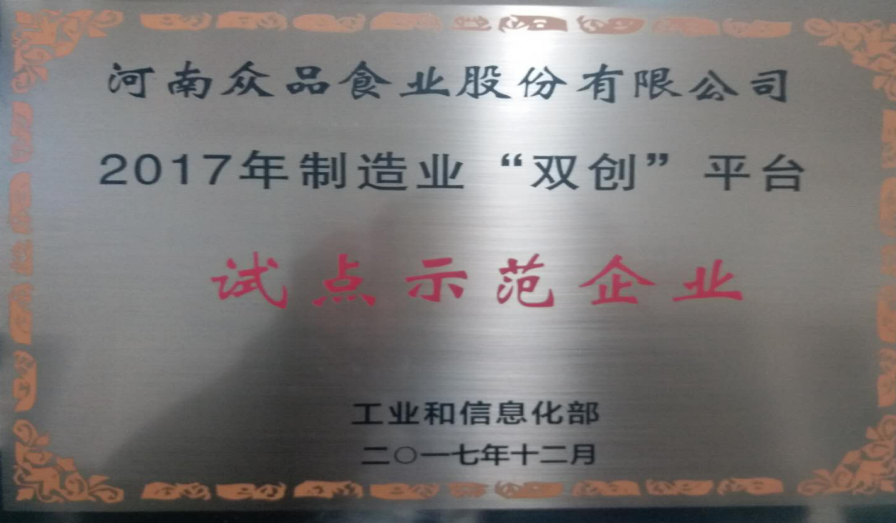 河南众品食业股份有限公司
2017年制造业“双创”平台
试点示范企业
工业和信息化部
二〇一七年十二月